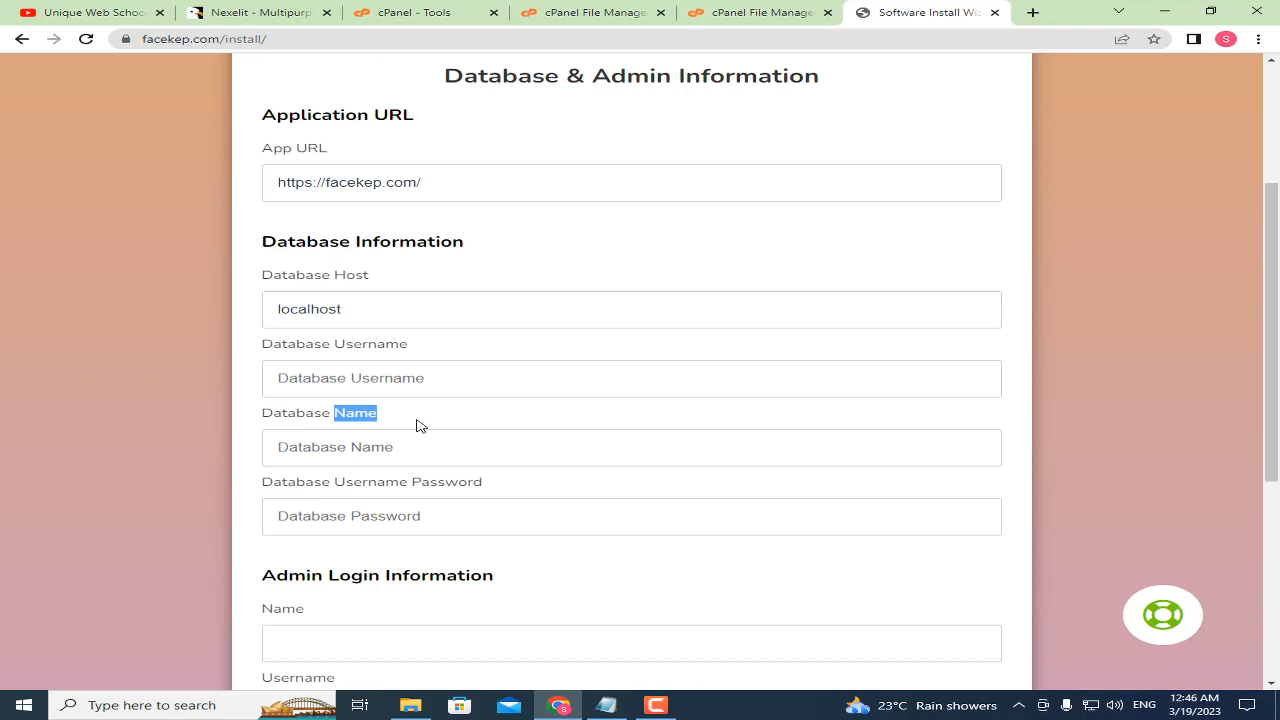 Unique Web Schoo
Nexelit - Multipurp
cPanel - Tools
cPanel File Manage
cPanel File Manage
Software Install Wi
facekep.com/install/
S
Database & Admin Information
Application URL
App URL
https://facekep.com/
Database Information
Database Host
localhost
Database Username
Database Username
Database Name
Database Name
Database Username Password
Database Password
Admin Login Information
Name
Username
Type here to search
23°C Rain showers
ENG
12:46 AM
3/19/2023